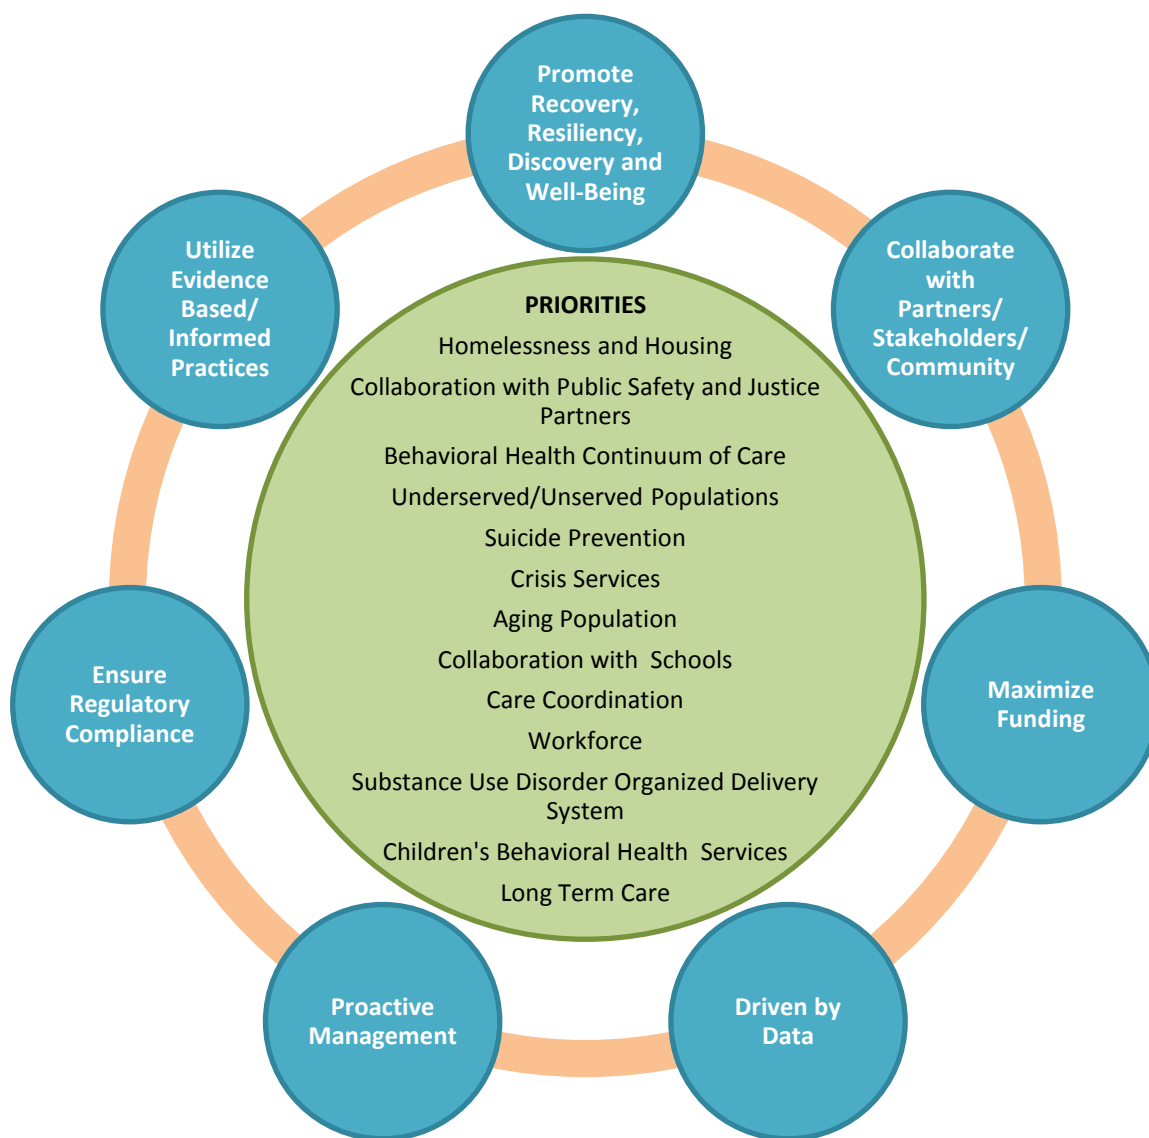 Promote
Recovery,
Resiliency,
Discovery and
Well-Being
Collaborate
with
Partners/
Stakeholders/
Community
Maximize
Funding
Driven by
Data
Proactive
Management
Ensure
Regulatory
Compliance
Utilize
Evidence
Based/
Informed
Practices
PRIORITIES
Homelessness and Housing
Collaboration with Public Safety and Justice
Partners
Behavioral Health Continuum of Care
Underserved/Unserved Populations
Suicide Prevention
Crisis Services
Aging Population
Collaboration with Schools
Care Coordination
Workforce
Substance Use Disorder Organized Delivery
System
Children's Behavioral Health Services
Long Term Care